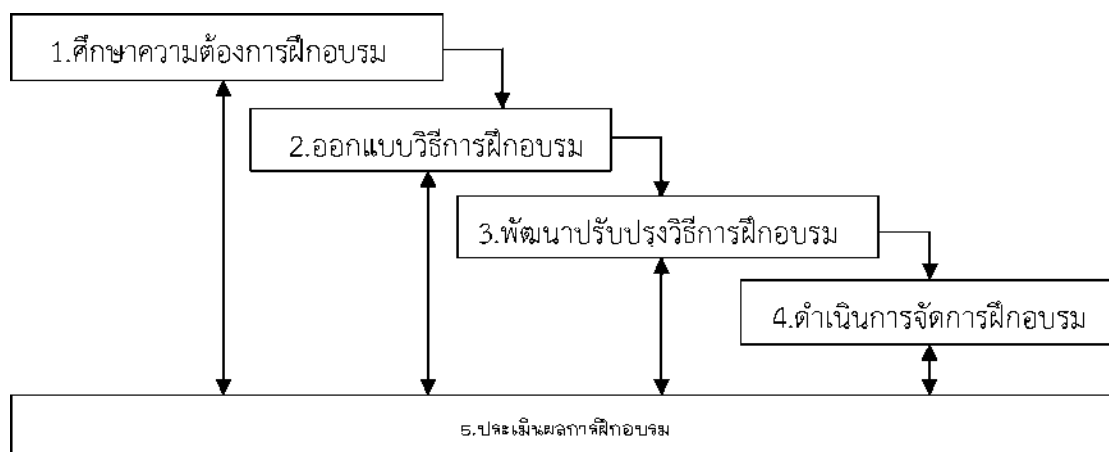 1.ศึกษาความต้องการฝึกอบรม
2.ออกแบบวิธีการฝึกอบรม
3.พัฒนาปรับปรุงวิธีการฝึกอบรม
4.ดำเนินการจัดการฝึกอบรม
5.ประเมินผลการฝึกอบรม